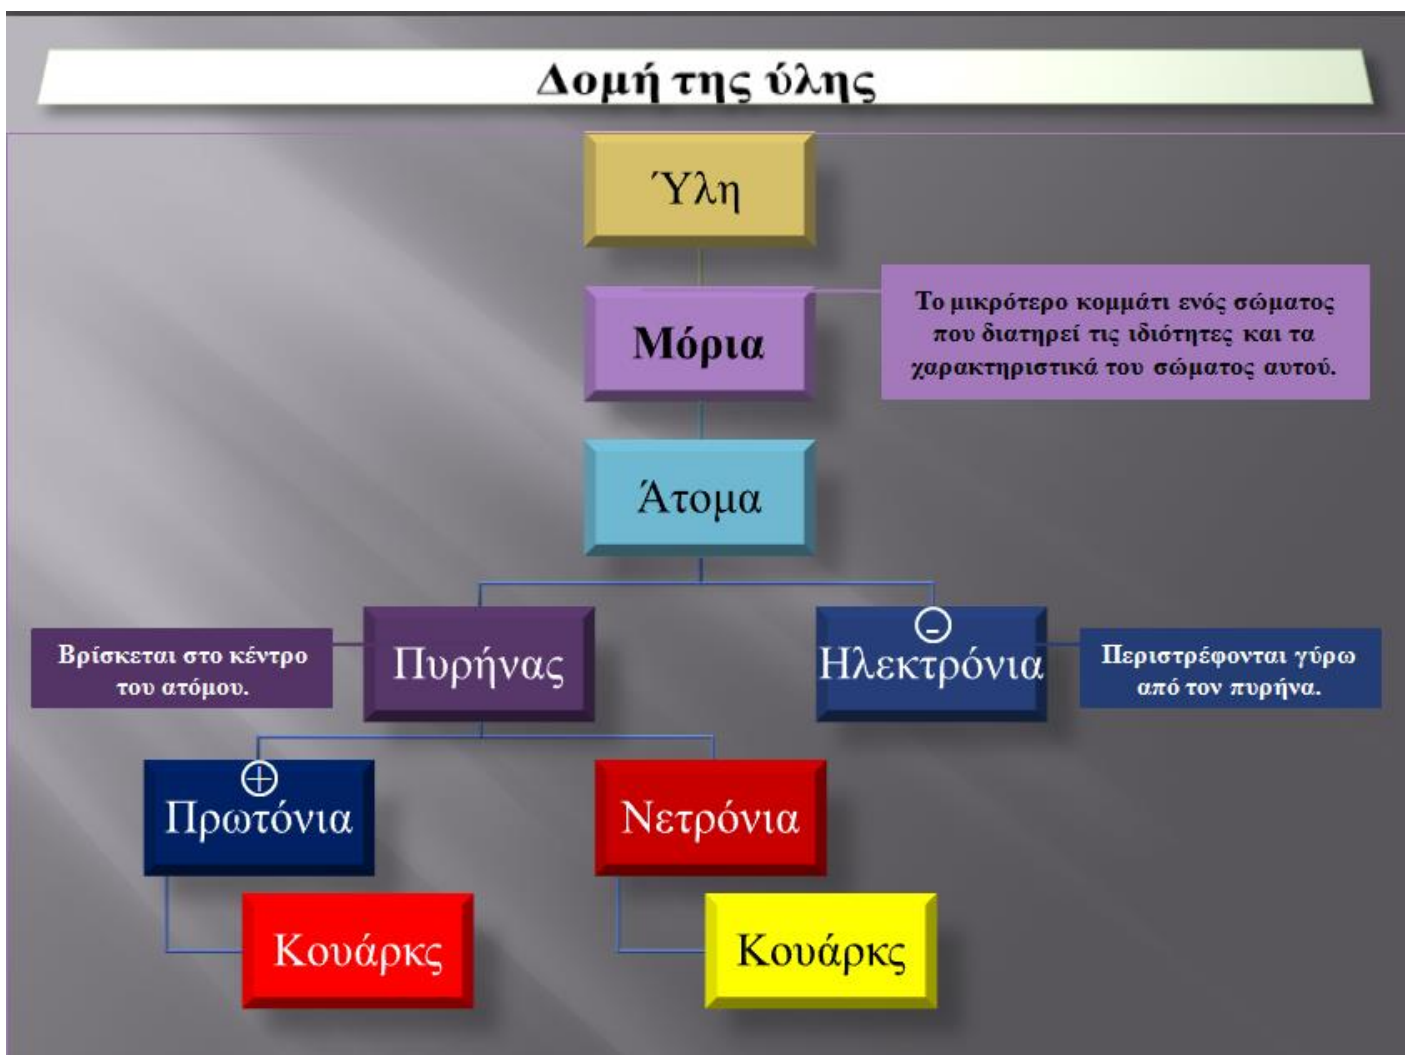 Δομή της ύλης
Ύλη
Μόρια
Το μικρότερο κομμάτι ενός σώματος
που διατηρεί τις ιδιότητες και τα
χαρακτηριστικά του σώματος αυτού.
Άτομα
Βρίσκεται στο κέντρο
του ατόμου.
Πυρήνας
-
Ηλεκτρόνια
Περιστρέφονται γύρω
από τον πυρήνα.
+
Πρωτόνια
Νετρόνια
Κουάρκς
Κουάρκς